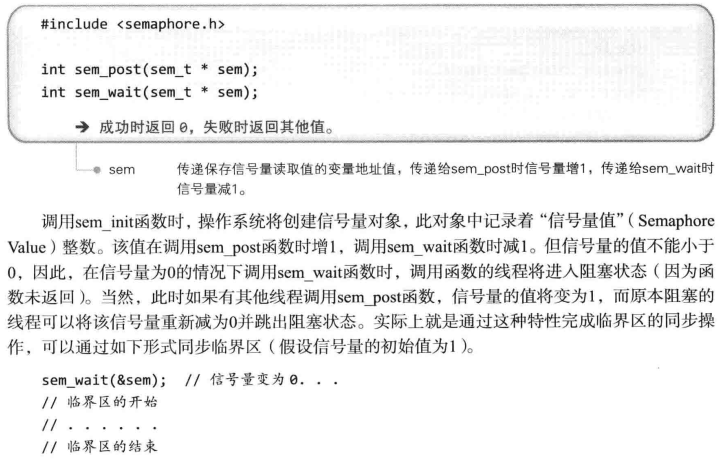 #include <semaphore.h>
int sem_post(sem_t * sem);
int sem_wait(sem_t * sem);
➔ 成功时返回 0，失败时返回其他值。
sem 传递保存信号量读取值的变量地址值，传递给sem_post时信号量增1，传递给sem_wait时
信号量减1。
调用sem_init函数时，操作系统将创建信号量对象，此对象中记录着“信号量值”（Semaphore
Value）整数。该值在调用sem_post函数时增1，调用sem_wait函数时减1。但信号量的值不能小于
0，因此，在信号量为0的情况下调用sem_wait函数时，调用函数的线程将进入阻塞状态（因为函
数未返回）。当然，此时如果有其他线程调用sem_post函数，信号量的值将变为1，而原本阻塞的
线程可以将该信号量重新减为0并跳出阻塞状态。实际上就是通过这种特性完成临界区的同步操
作，可以通过如下形式同步临界区（假设信号量的初始值为1）。
sem_wait(&sem); // 信号量变为 0. . .
// 临界区的开始
// . . . . . .
// 临界区的结束